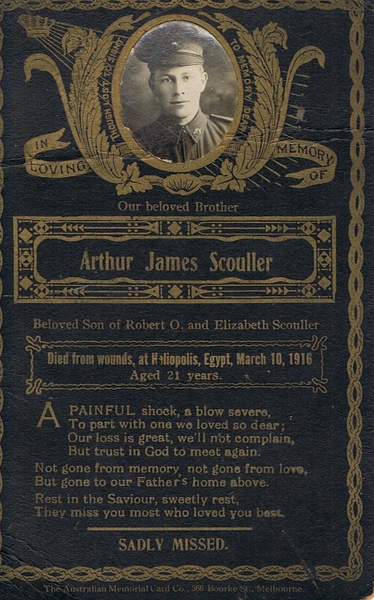 THOUGH LOST TO SIGHT
TO MEMORY DEAR
IN LOVING
MEMORY OF
Our beloved Brother
Arthur James Scouller
Beloved Son of Robert O. and Elizabeth Scouller
Died from wounds, at Heliopolis, Egypt, March 10, 1916
Aged 21 years.
A PAINFUL shock, a blow severe,
To part with one we loved so dear;
Our loss is great, we'll not complain,
But trust in God to meet again.
Not gone from memory, not gone from love,
But gone to our Father's home above.
Rest in the Saviour, sweetly rest,
They miss you most who loved you best.
SADLY MISSED.
The Australian Memorial Card Co., 366 Bourke St., Melbourne